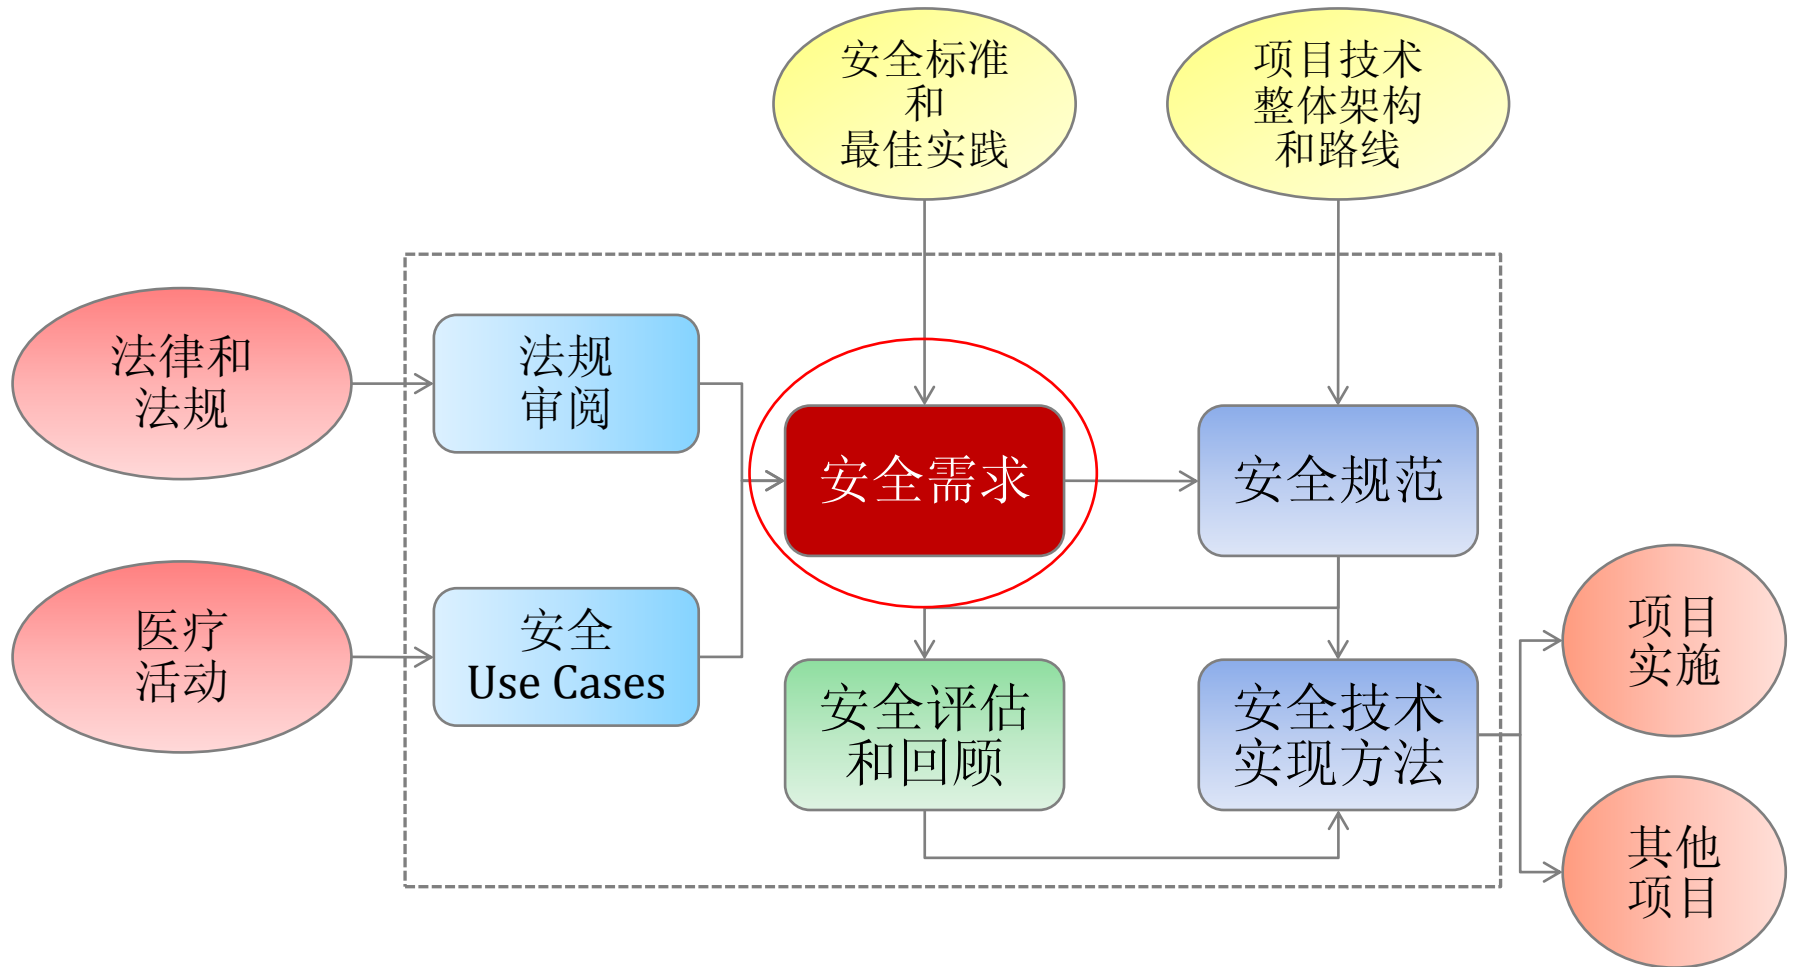 安全标准
和
最佳实践
项目技术
整体架构
和路线
法律和
法规
法规
审阅
安全需求
安全规范
医疗
活动
安全
Use Cases
安全评估
和回顾
安全技术
实现方法
项目
实施
其他
项目